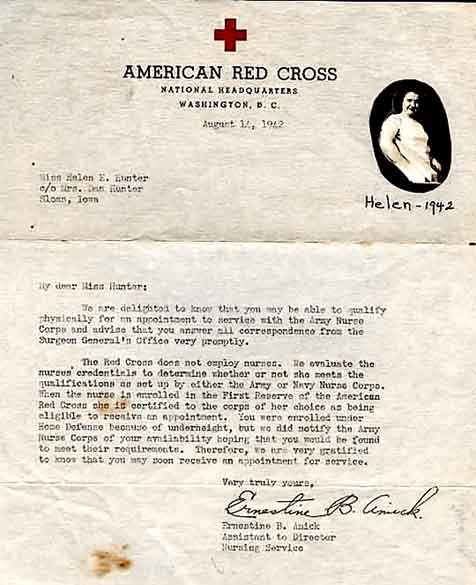 AMERICAN RED CROSS
NATIONAL HEADQUARTERS
WASHINGTON, D. C.
August 14, 1942
Helen - 1942
Miss Helen E. Hunter
c/o Mrs. Dan Hunter
Sloan, Iowa
My dear Miss Hunter:
We are delighted to know that you may be able to qualify
physically for an appointment to service with the Army Nurse
Corps and advise that you answer all correspondence from the
Surgeon General's Office very promptly.
The Red Cross does not employ nurses. We evaluate the
nurses' credentials to determine whether or not she meets the
qualifications as set up by either the Army or Navy Nurse Corps.
When the nurse is enrolled in the First Reserve of the American
Red Cross she is certified to the corps of her choice as being
eligible to receive an appointment. You were enrolled under
Home Defense because of underheight, but we did notify the Army
Nurse Corps of your availability hoping that you would be found
to meet their requirements. Therefore, we are very gratified
to know that you may soon receive an appointment for service.
Very truly yours,
Ernestine B. Anick.
Ernestine B. Anick
Assistant to Director
Nursing Service